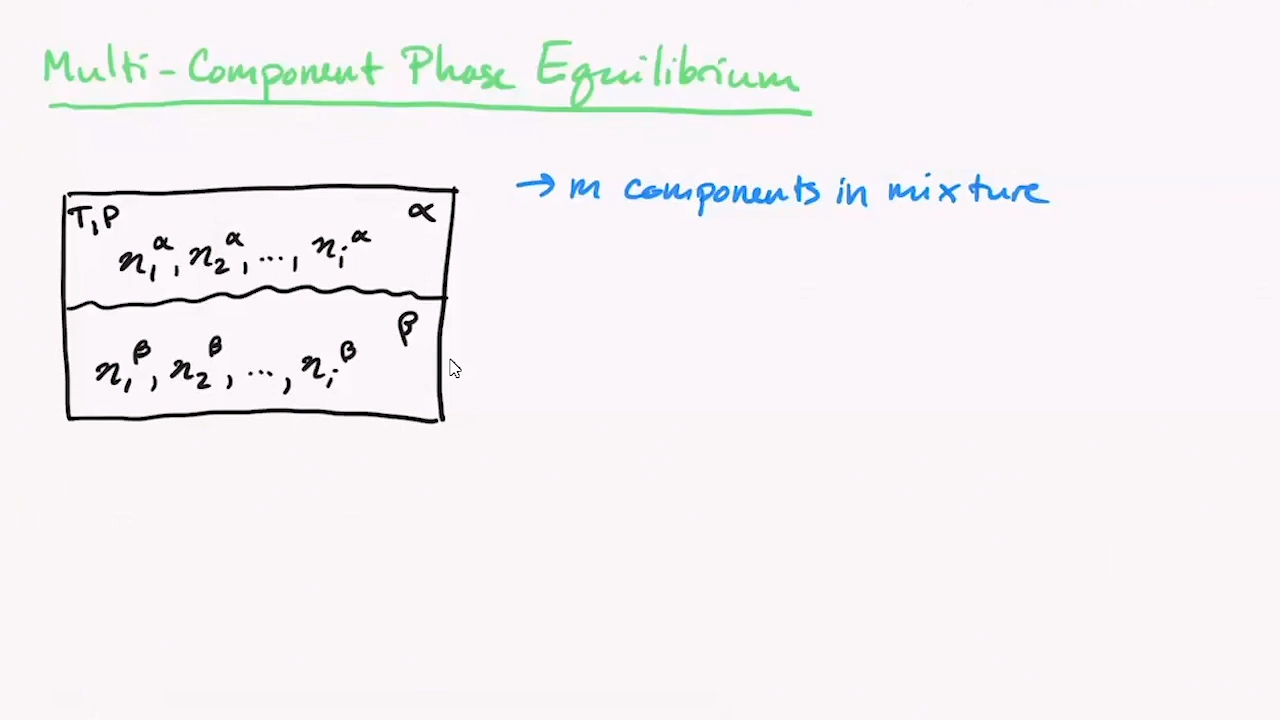 Multi-Component Phase Equilibrium
→ m components in mixture
T, P α
n₁^α, n₂^α, ..., nᵢ^α
β
n₁^β, n₂^β, ..., nᵢ^β